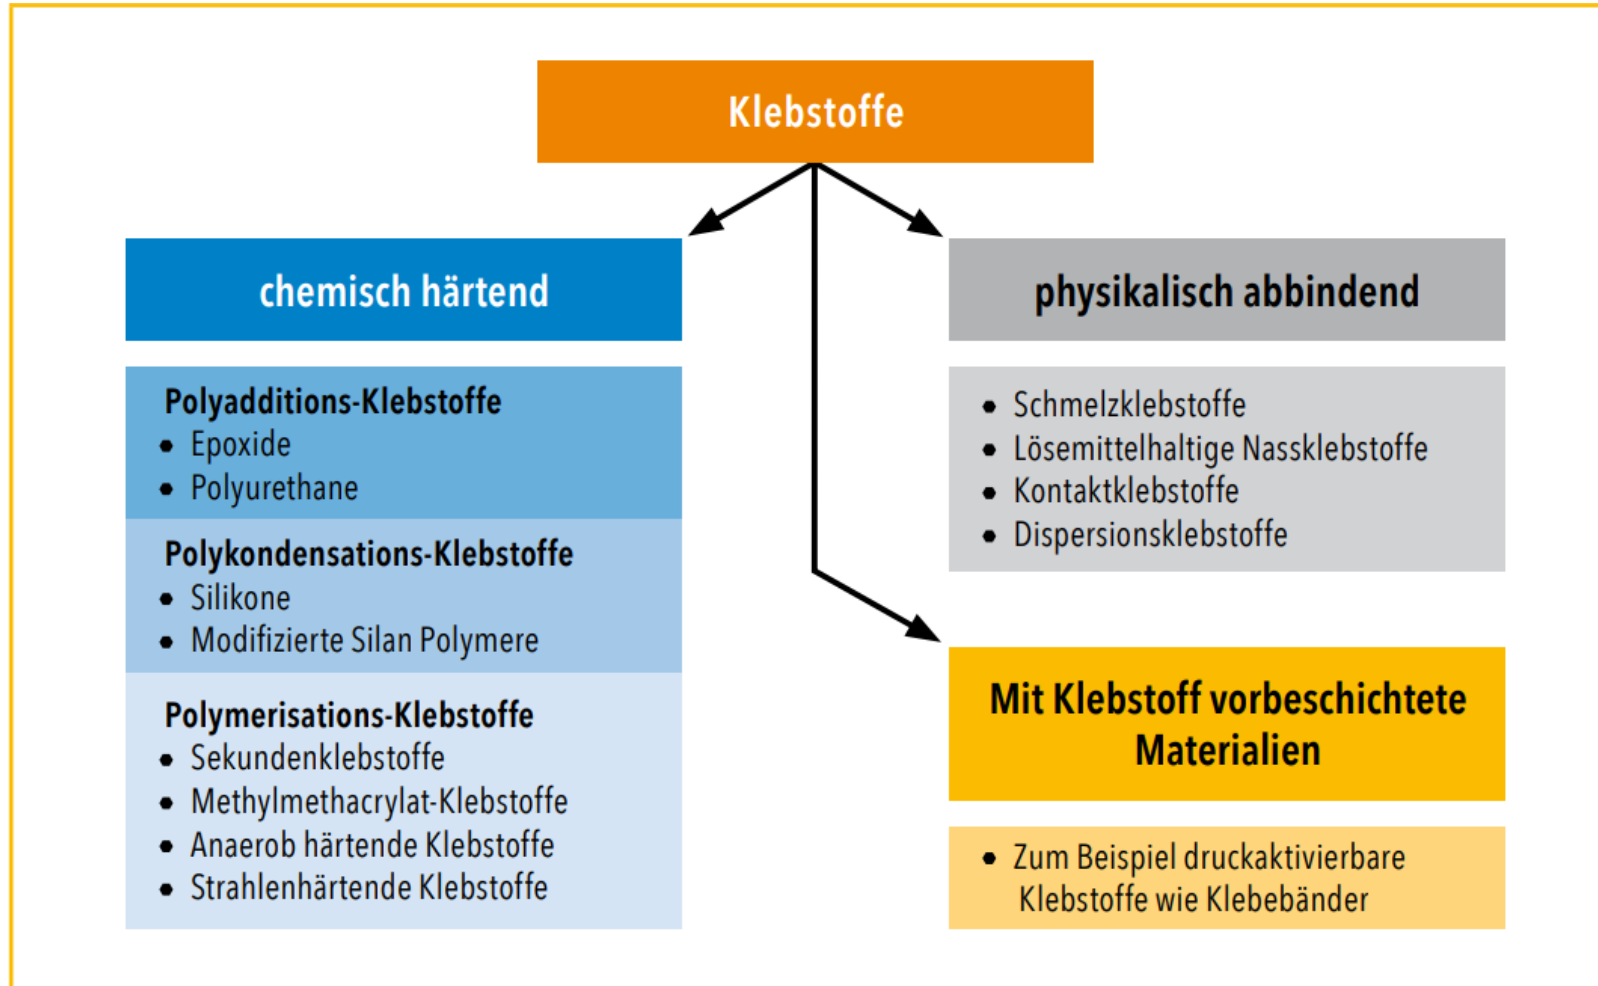 Klebstoffe
chemisch härtend
Polyadditions-Klebstoffe
• Epoxide
• Polyurethane
Polykondensations-Klebstoffe
• Silikone
• Modifizierte Silan Polymere
Polymerisations-Klebstoffe
• Sekundenklebstoffe
• Methylmethacrylat-Klebstoffe
• Anaerob härtende Klebstoffe
• Strahlenhärtende Klebstoffe
physikalisch abbindend
• Schmelzklebstoffe
• Lösemittelhaltige Nassklebstoffe
• Kontaktklebstoffe
• Dispersionsklebstoffe
Mit Klebstoff vorbeschichtete
Materialien
• Zum Beispiel druckaktivierbare
Klebstoffe wie Klebebänder